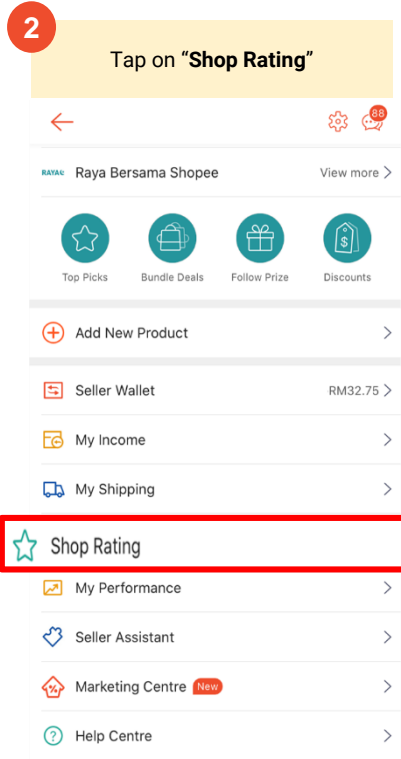 2
Tap on “Shop Rating”
88
RAYA Raya Bersama Shopee View more
Top Picks Bundle Deals Follow Prize Discounts
Add New Product
Seller Wallet RM32.75
My Income
My Shipping
Shop Rating
My Performance
Seller Assistant
Marketing Centre New
Help Centre